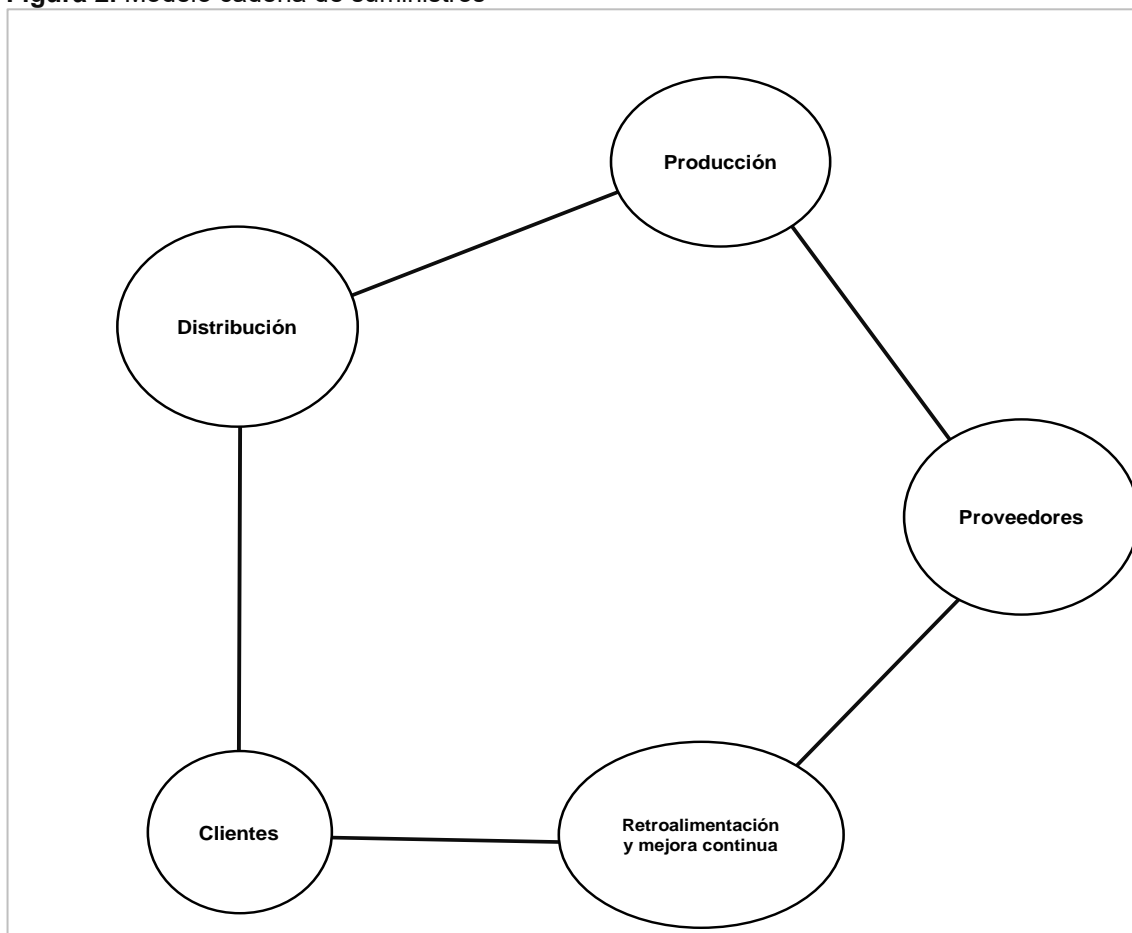 Figura 2. Modelo cadena de suministros
Producción
Distribución
Proveedores
Retroalimentación
y mejora continua
Clientes